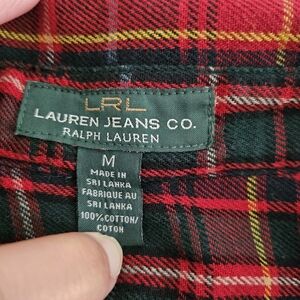 LRL
LAUREN JEANS CO.
RALPH LAUREN
M
MADE IN
SRI LANKA
FABRIQUE AU
SRI LANKA
100% COTTON/
COTON